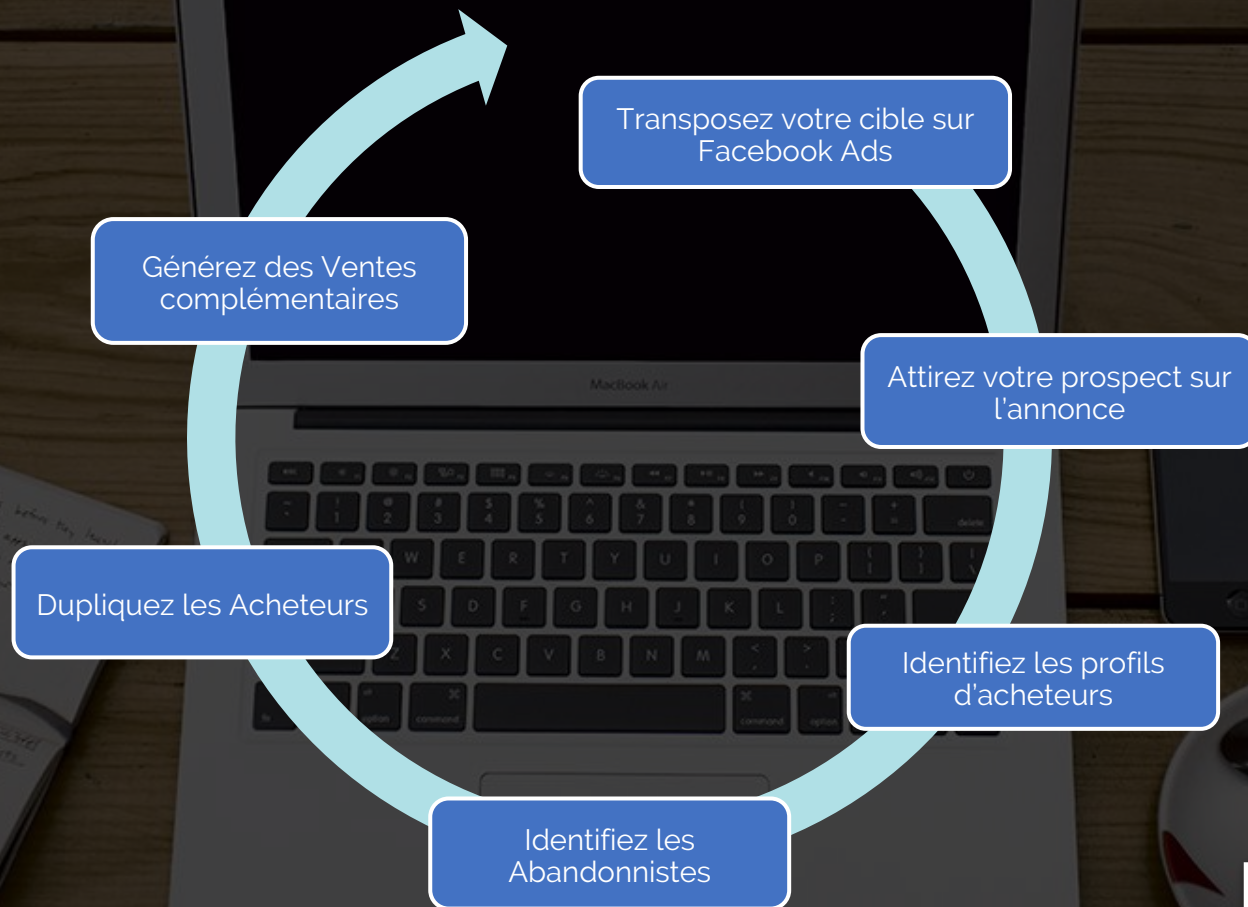 Transposez votre cible sur
Facebook Ads
Attirez votre prospect sur
l'annonce
Identifiez les profils
d'acheteurs
Identifiez les
Abandonnistes
Dupliquez les Acheteurs
Générez des Ventes
complémentaires
MacBook Air